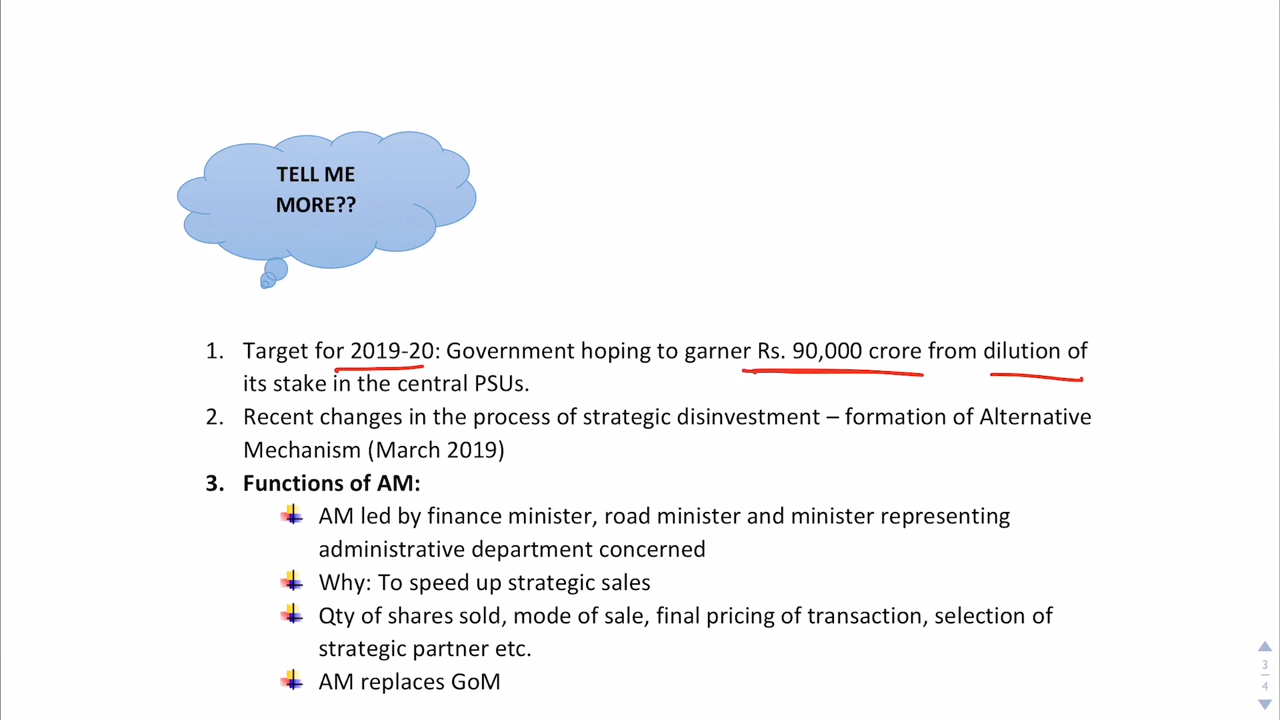 TELL ME
MORE??
1. Target for 2019-20: Government hoping to garner Rs. 90,000 crore from dilution of
its stake in the central PSUs.
2. Recent changes in the process of strategic disinvestment – formation of Alternative
Mechanism (March 2019)
3. Functions of AM:
AM led by finance minister, road minister and minister representing
administrative department concerned
Why: To speed up strategic sales
Qty of shares sold, mode of sale, final pricing of transaction, selection of
strategic partner etc.
AM replaces GoM
3
4